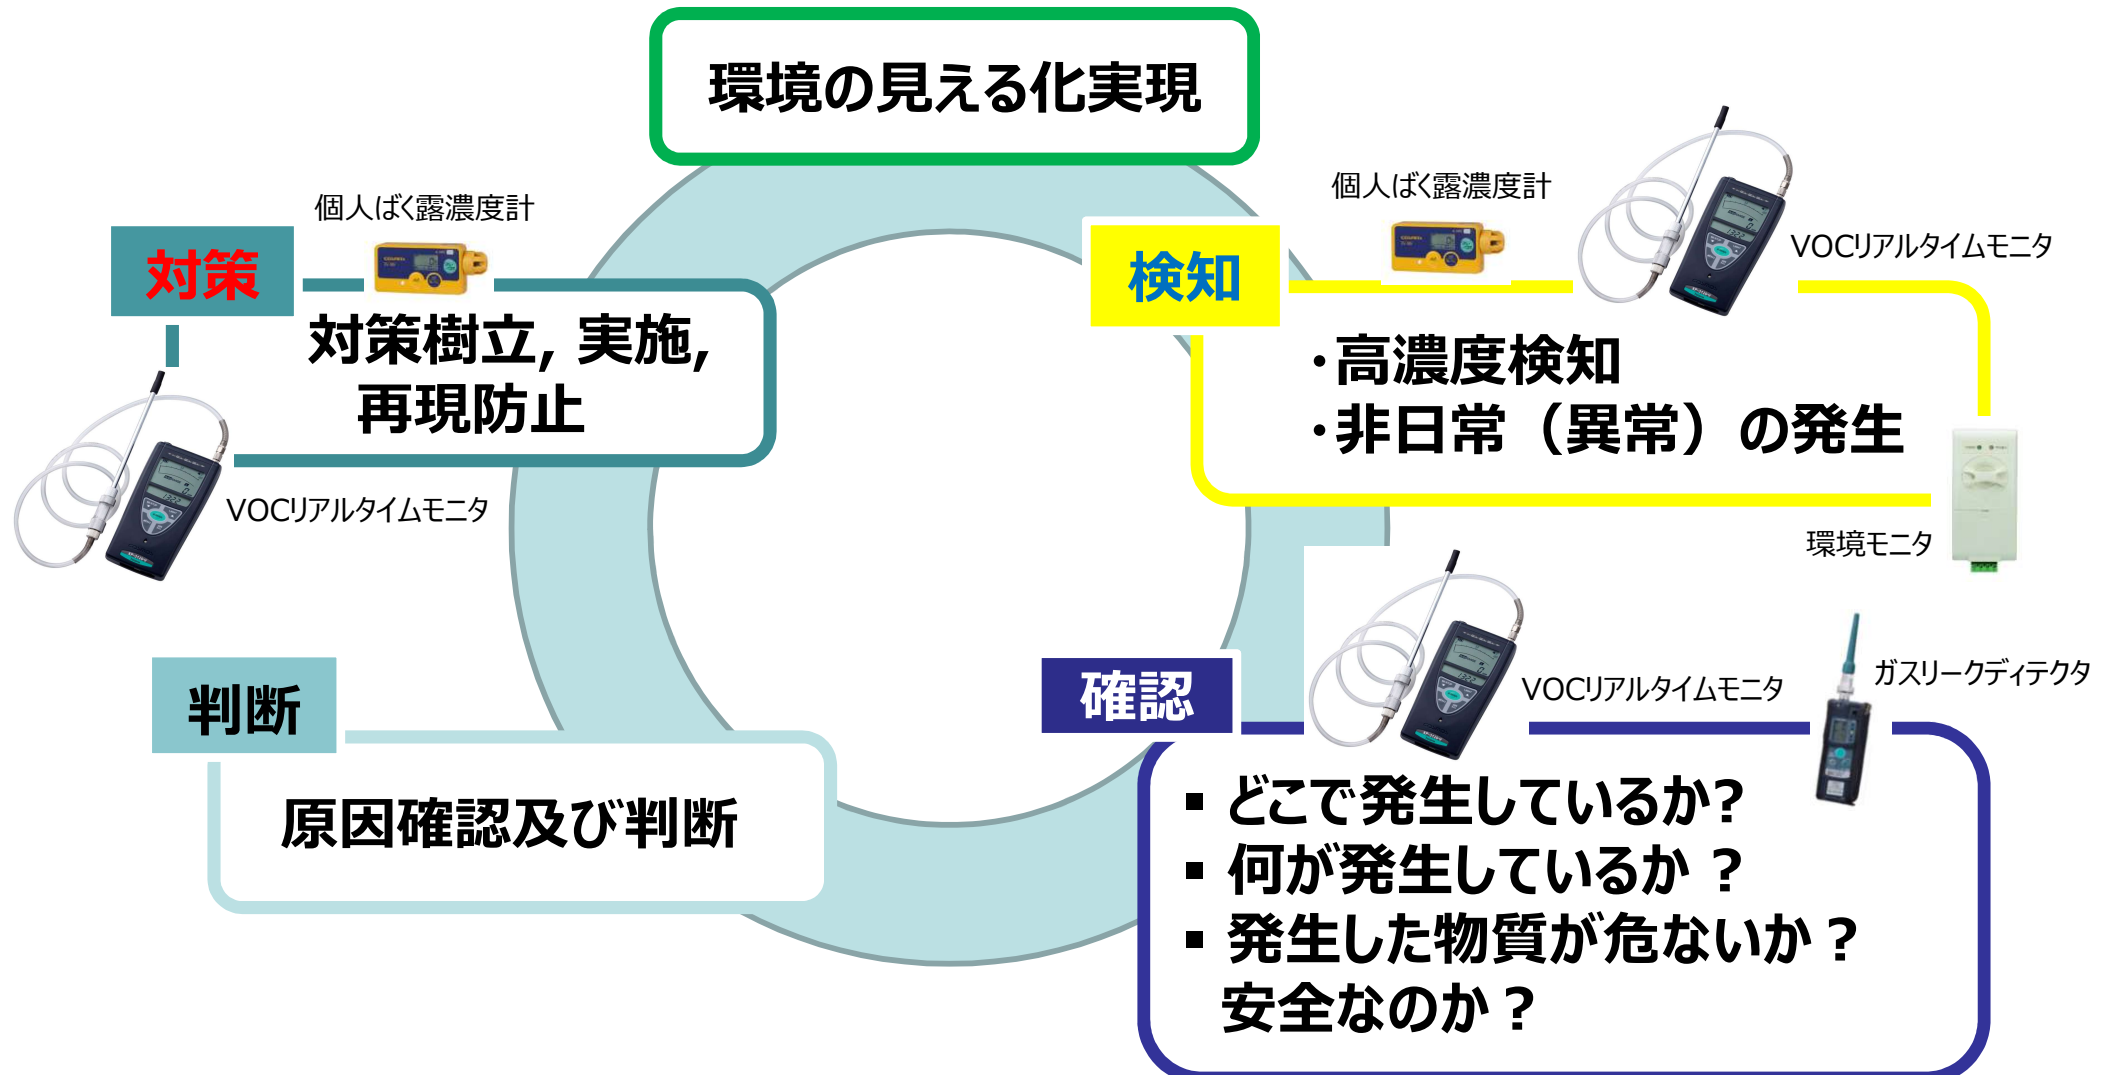 環境の見える化実現
個人ばく露濃度計
検知
VOCリアルタイムモニタ
・高濃度検知
・非日常（異常）の発生
環境モニタ
確認
VOCリアルタイムモニタ
ガスリークディテクタ
▪ どこで発生しているか?
▪ 何が発生しているか？
▪ 発生した物質が危ないか？
安全なのか？
判断
原因確認及び判断
対策
個人ばく露濃度計
対策樹立, 実施,
再現防止
VOCリアルタイムモニタ